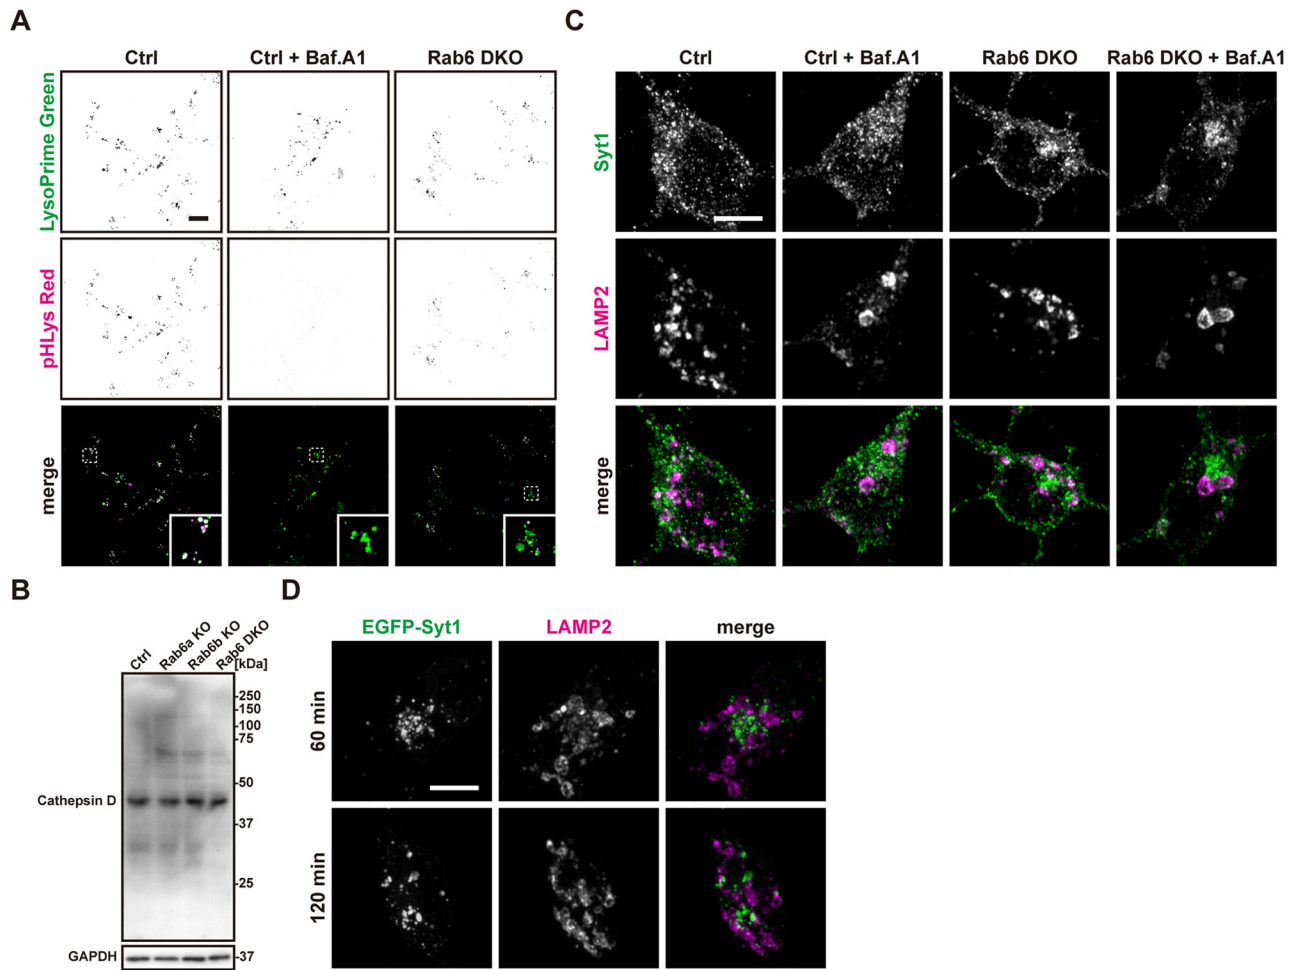 A
Ctrl
Ctrl + Baf.A1
Rab6 DKO
LysoPrime Green
pHLys Red
merge
C
Ctrl
Ctrl + Baf.A1
Rab6 DKO
Rab6 DKO + Baf.A1
Syt1
LAMP2
merge
B
Ctrl
Rab6a KO
Rab6b KO
Rab6 DKO
[kDa]
-250
-150
-100
-75
-50
Cathepsin D
-37
-25
GAPDH
-37
D
EGFP-Syt1
LAMP2
merge
60 min
120 min